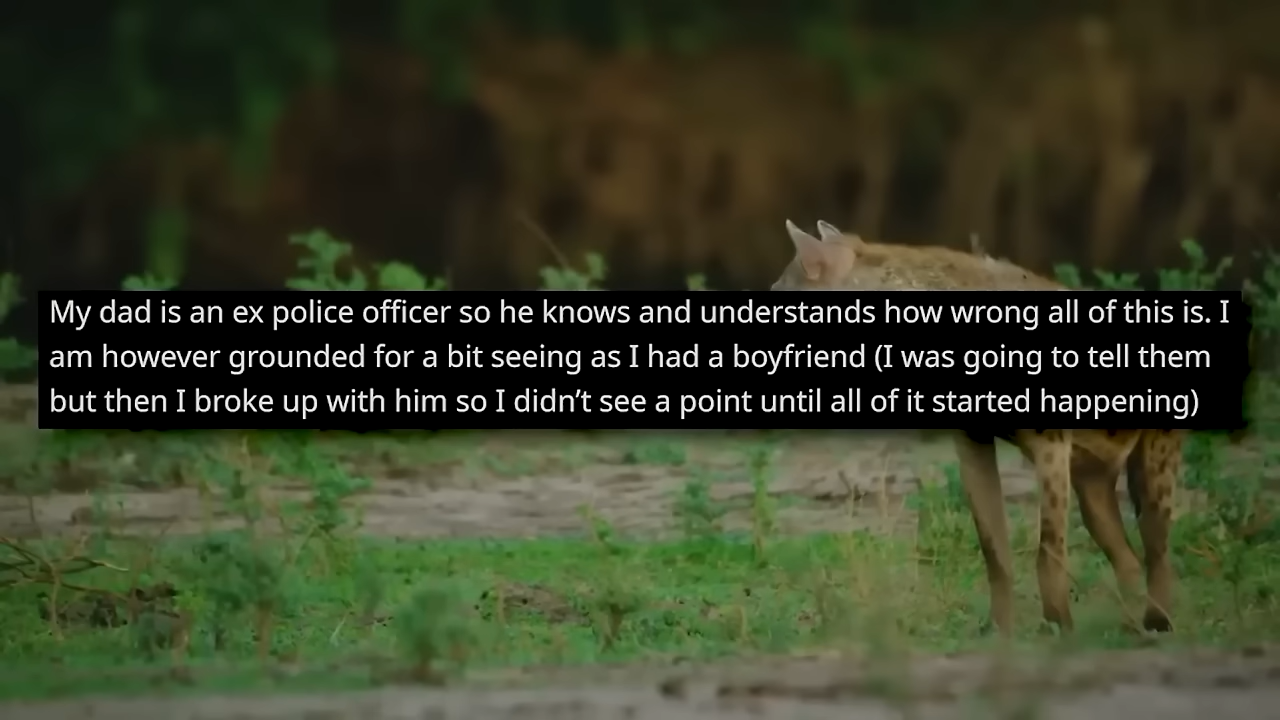 My dad is an ex police officer so he knows and understands how wrong all of this is. I
am however grounded for a bit seeing as I had a boyfriend (I was going to tell them
but then I broke up with him so I didn’t see a point until all of it started happening)